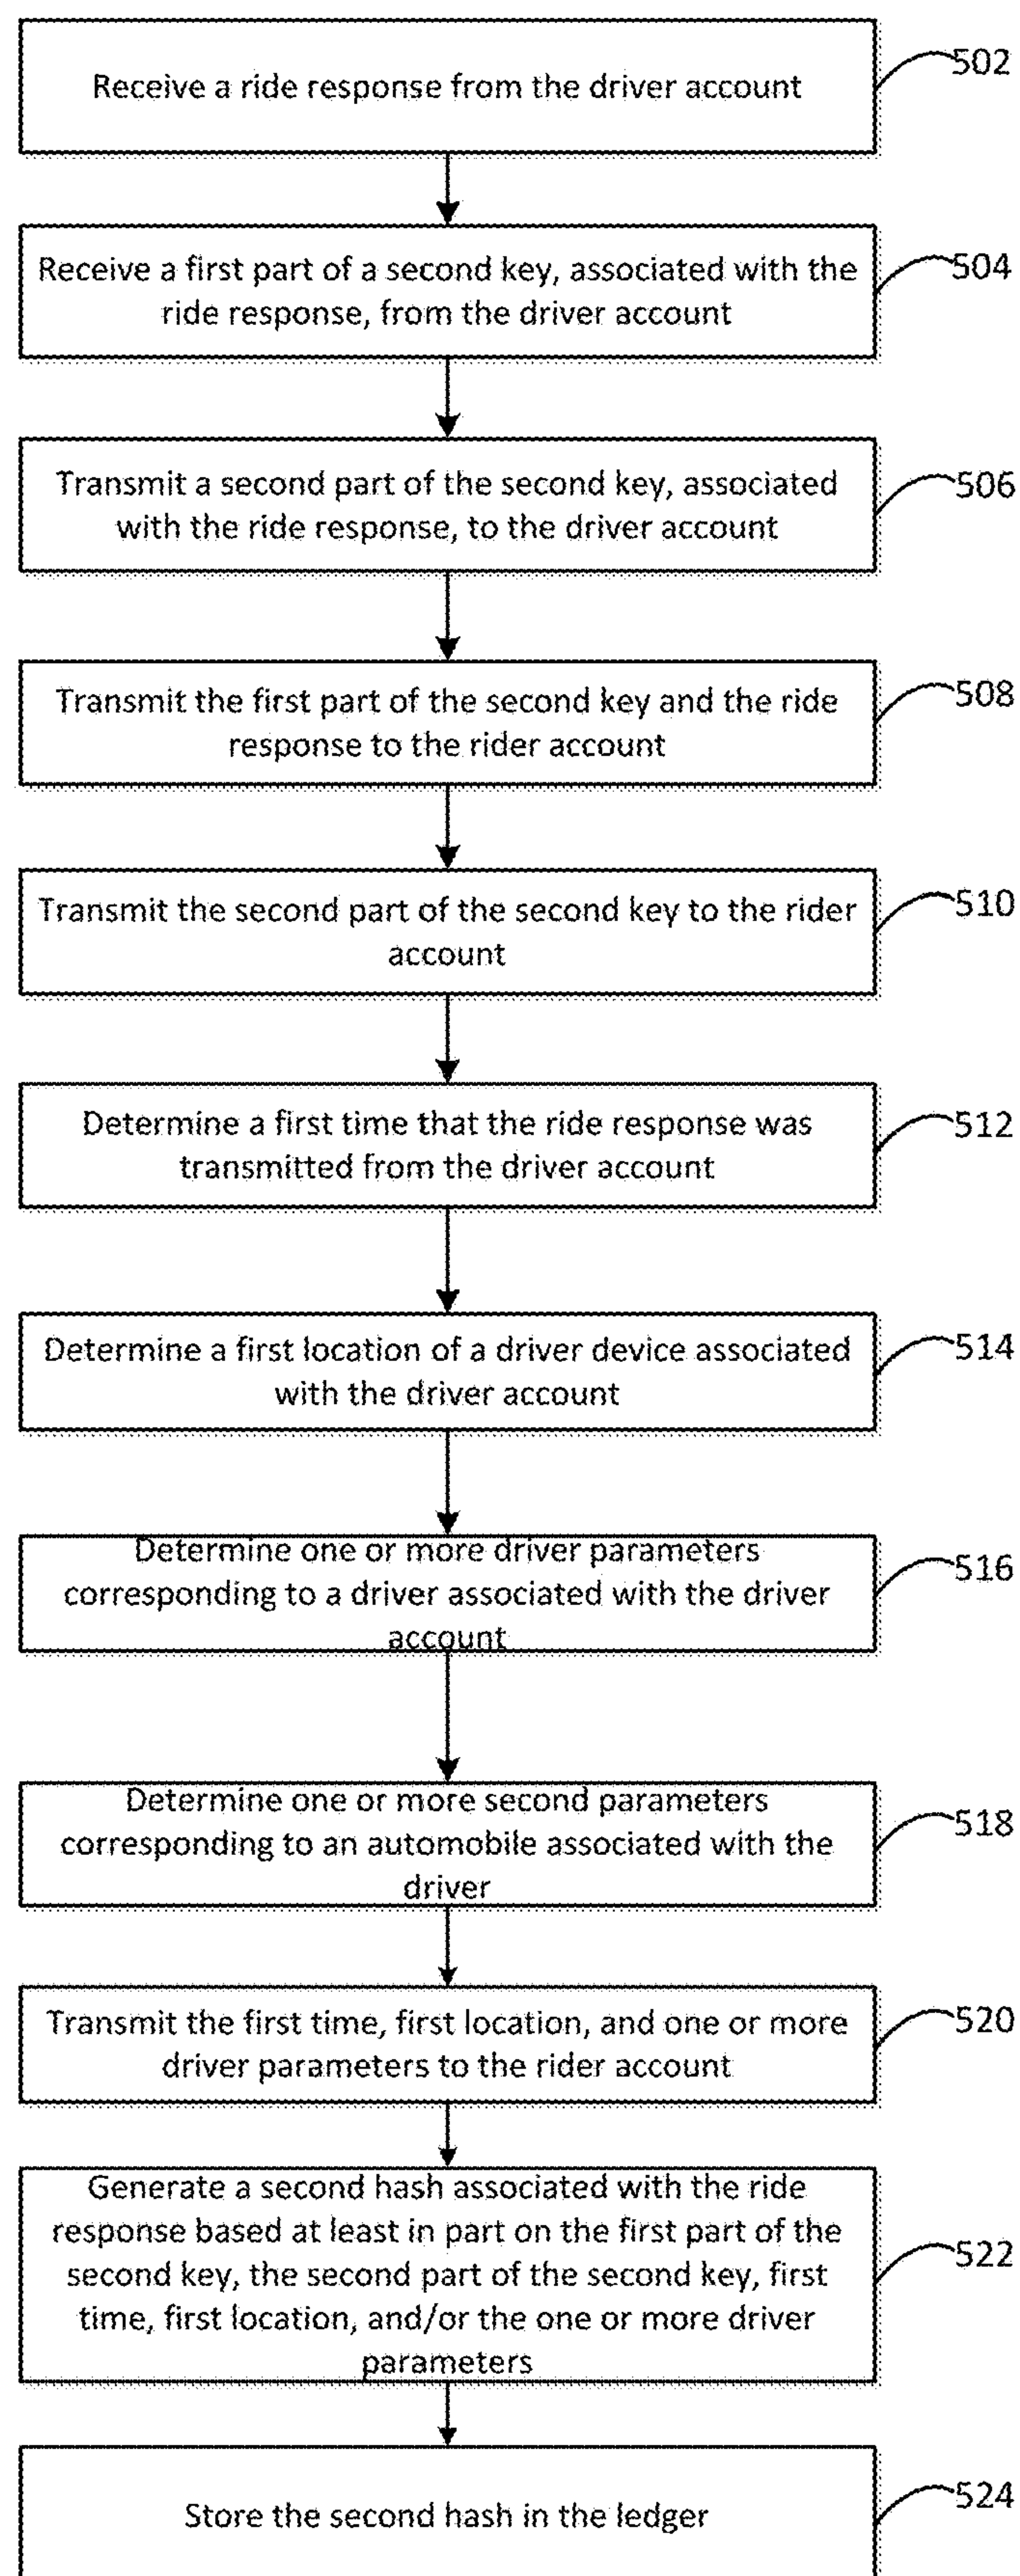 Receive a ride response from the driver account
502
Receive a first part of a second key, associated with the
ride response, from the driver account
504
Transmit a second part of the second key, associated
with the ride response, to the driver account
506
Transmit the first part of the second key and the ride
response to the rider account
508
Transmit the second part of the second key to the rider
account
510
Determine a first time that the ride response was
transmitted from the driver account
512
Determine a first location of a driver device associated
with the driver account
514
Determine one or more driver parameters
corresponding to a driver associated with the driver
account
516
Determine one or more second parameters
corresponding to an automobile associated with the
driver
518
Transmit the first time, first location, and one or more
driver parameters to the rider account
520
Generate a second hash associated with the ride
response based at least in part on the first part of the
second key, the second part of the second key, first
time, first location, and/or the one or more driver
parameters
522
Store the second hash in the ledger
524